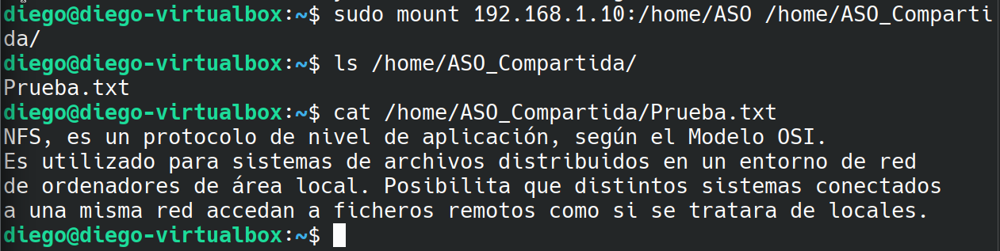 diego@diego-virtualbox:~$ sudo mount 192.168.1.10:/home/ASO /home/ASO_Comparti
da/
diego@diego-virtualbox:~$ ls /home/ASO_Compartida/
Prueba.txt
diego@diego-virtualbox:~$ cat /home/ASO_Compartida/Prueba.txt
NFS, es un protocolo de nivel de aplicación, según el Modelo OSI.
Es utilizado para sistemas de archivos distribuidos en un entorno de red
de ordenadores de área local. Posibilita que distintos sistemas conectados
a una misma red accedan a ficheros remotos como si se tratara de locales.
diego@diego-virtualbox:~$